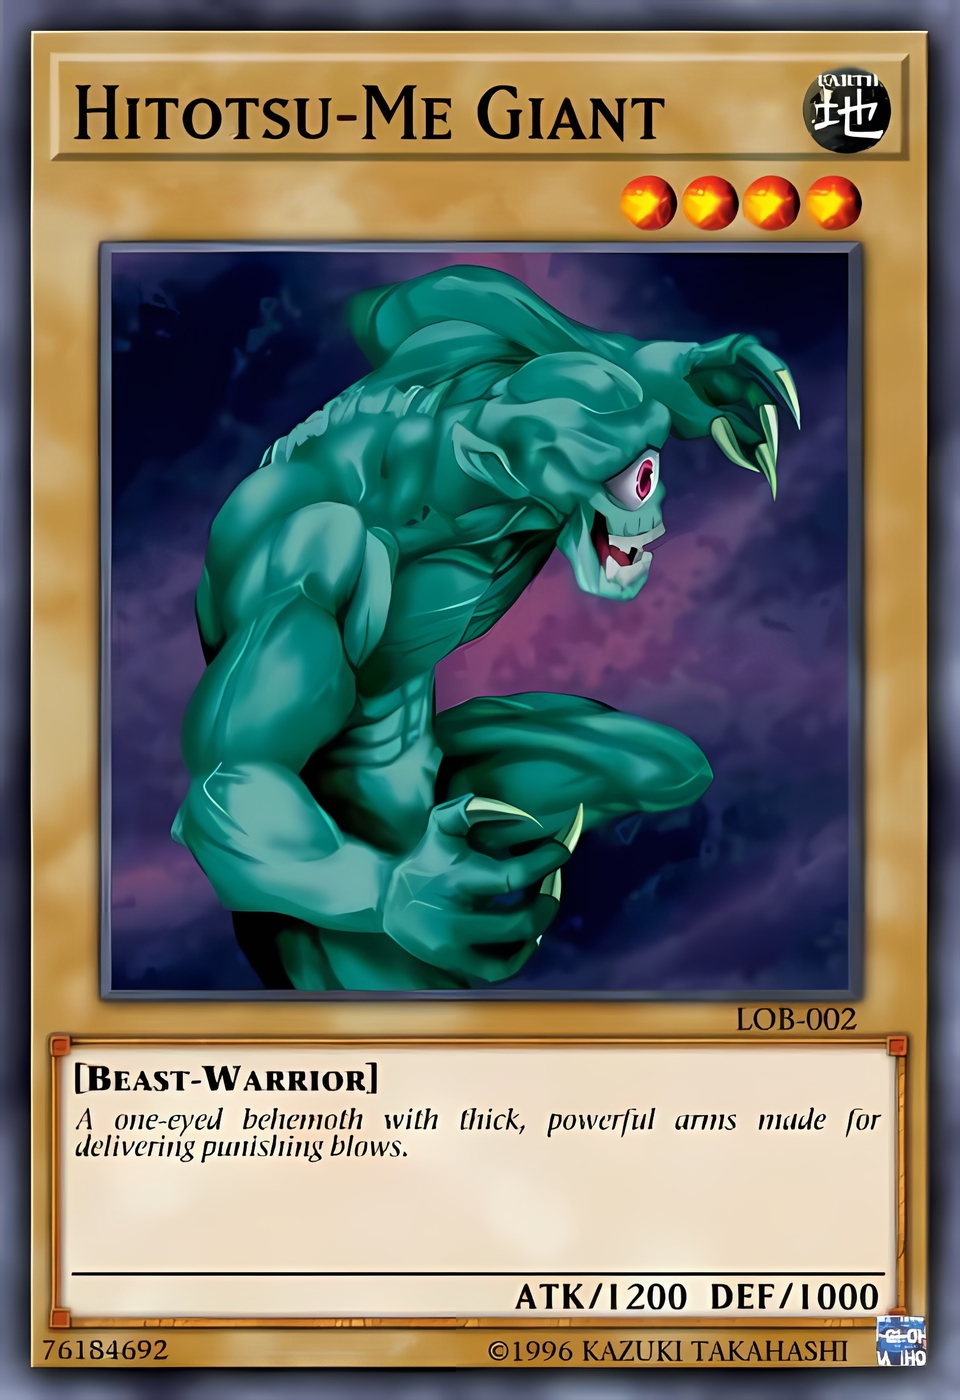 HITOTSU-ME GIANT
地
LOB-002
[BEAST-WARRIOR]
A one-eyed behemoth with thick, powerful arms made for
delivering punishing blows.
ATK/1200 DEF/1000
76184692
©1996 KAZUKI TAKAHASHI